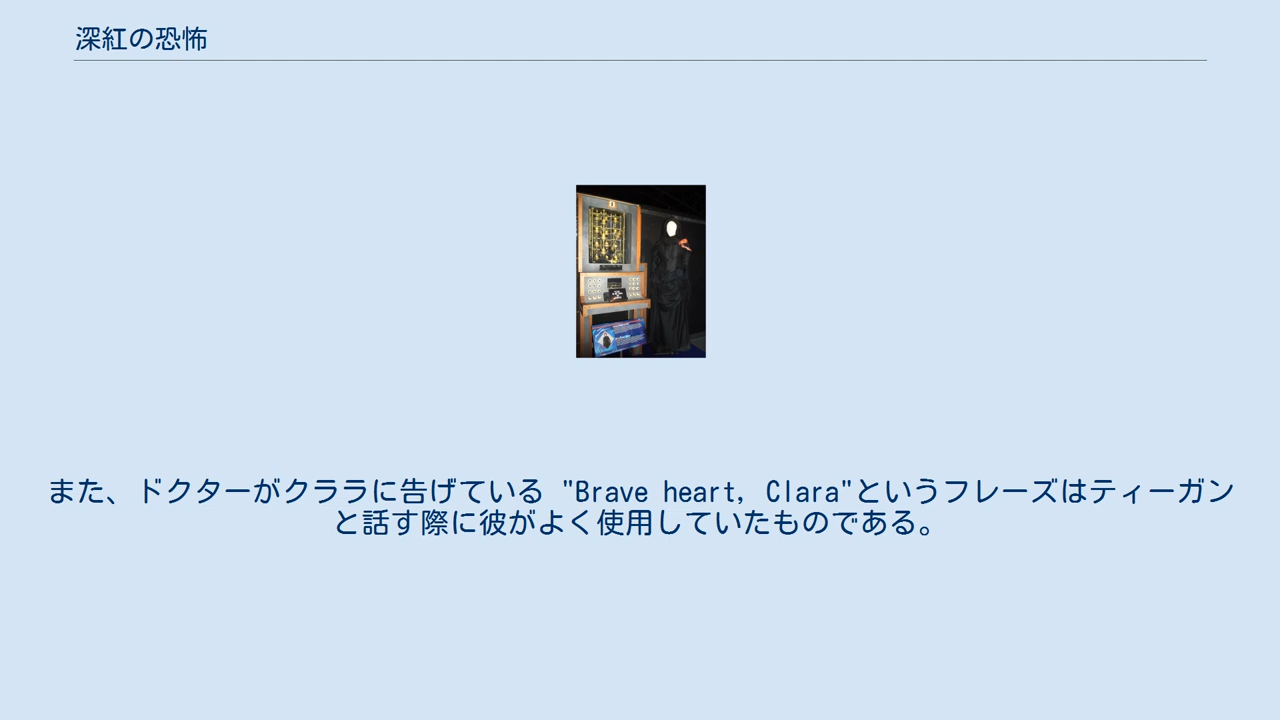 深紅の恐怖
また、ドクターがクララに告げている "Brave heart, Clara"というフレーズはティーガン
と話す際に彼がよく使用していたものである。